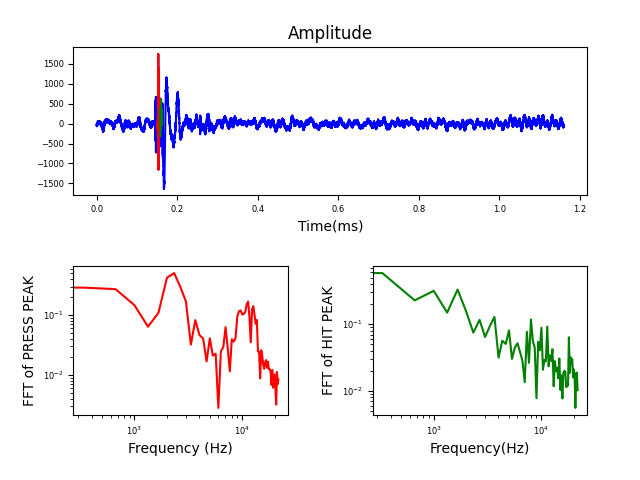 Amplitude
1500
1000
500
0
−500
−1000
−1500
0.0 0.2 0.4 0.6 0.8 1.0 1.2
Time(ms)
FFT of PRESS PEAK
10⁻¹
10⁻²
10³ 10⁴
Frequency (Hz)
FFT of HIT PEAK
10⁻¹
10⁻²
10³ 10⁴
Frequency(Hz)